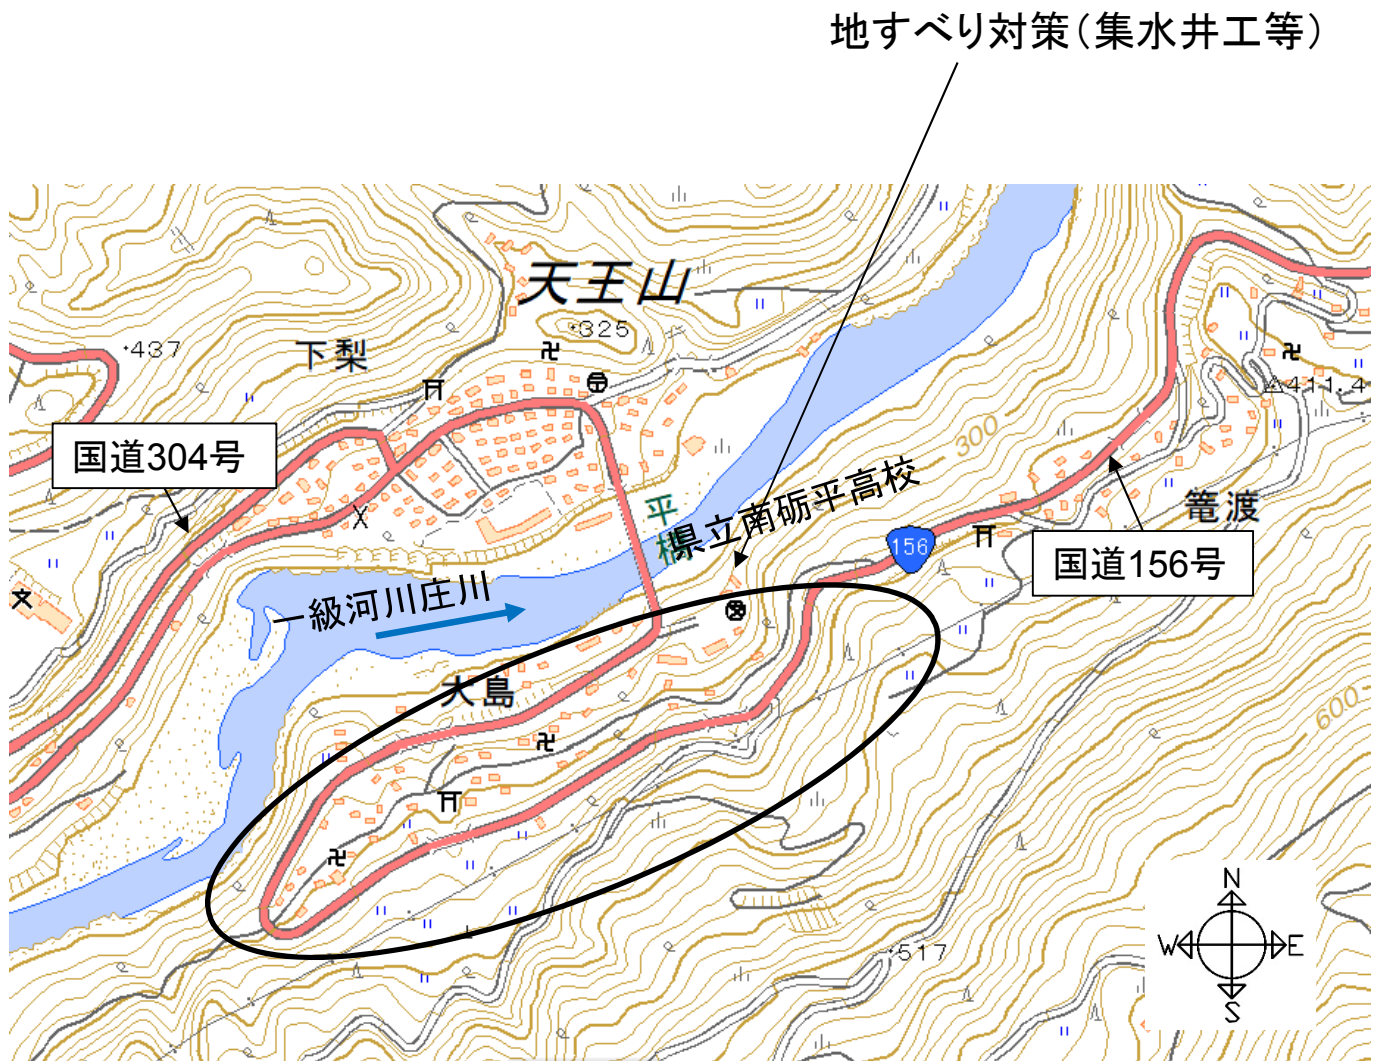 地すべり対策（集水井工等）
天王山
325
437
下梨
411.4
国道304号
300
平橋
県立南砺平高校
篭渡
156
国道156号
一級河川庄川
大島
600
517
N
W
E
S